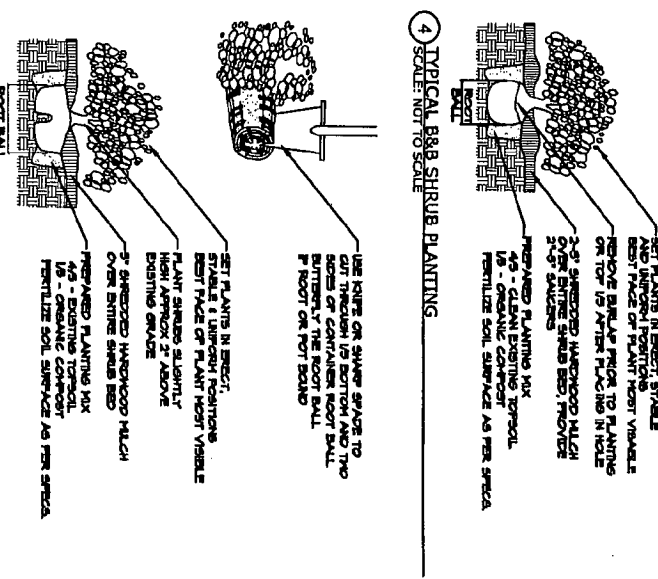 SET PLANTS IN ERECT, STABLE
AND UNIFORM POSITIONS
BEST FACE OF PLANT MOST VISABLE
REMOVE BURLAP PRIOR TO PLANTING
OR TOP 1/3 AFTER PLACING IN HOLE
2-3" SHREDDED HARDWOOD MULCH
OVER ENTIRE SHRUB BED, PROVIDE
2"-3" SAUCERS
PREPARED PLANTING MIX
4/5 - CLEAN EXISTING TOPSOIL
1/5 - ORGANIC COMPOST
FERTILIZE SOIL SURFACE AS PER SPECS.
ROOT
BALL
4 TYPICAL B&B SHRUB PLANTING
SCALE: NOT TO SCALE
USE KNIFE OR SHARP SPADE TO
CUT THROUGH 1/3 BOTTOM AND TWO
SIDES OF CONTAINER ROOT BALL
BUTTERFLY THE ROOT BALL
IF ROOT OR POT BOUND
SET PLANTS IN ERECT,
STABLE & UNIFORM POSITIONS
BEST FACE OF PLANT MOST VISIBLE
PLANT SHRUBS SLIGHTLY
HIGH APPROX 2" ABOVE
EXISTING GRADE
3" SHREDDED HARDWOOD MULCH
OVER ENTIRE SHRUB BED
PREPARED PLANTING MIX
4/5 - EXISTING TOPSOIL
1/5 - ORGANIC COMPOST
FERTILIZE SOIL SURFACE AS PER SPECS.
ROOT BALL